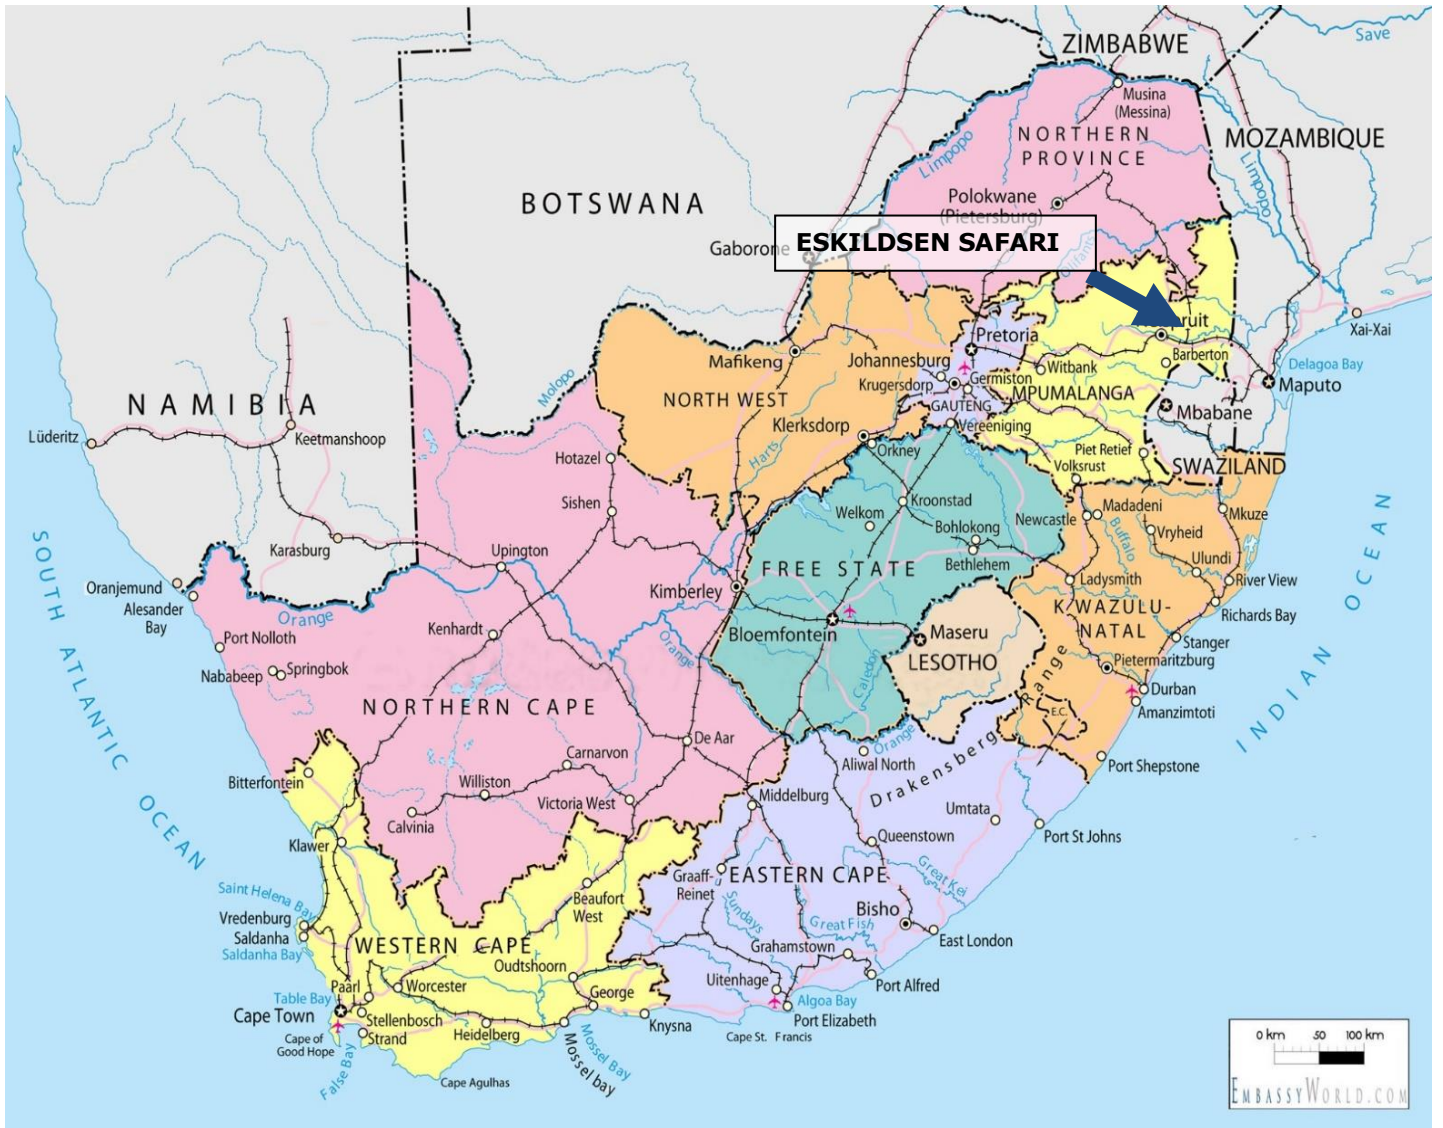 ZIMBABWE
Save
Musina
(Messina)
NORTHERN
PROVINCE
MOZAMBIQUE
Limpopo
Limpopo
BOTSWANA
Polokwane
(Pietersburg)
Gaborone
ESKILDSEN SAFARI
Olifants
pruit
Xai-Xai
Pretoria
Mafikeng
Johannesburg
Barberton
Delagoa Bay
Witbank
Krugersdorp
Germiston
Maputo
Molopo
NAMIBIA
NORTH WEST
GAUTENG
MPUMALANGA
Mbabane
Lüderitz
Keetmanshoop
Klerksdorp
Vereeniging
Orkney
Harts
Piet Retief
Volksrust
SWAZILAND
Hotazel
Sishen
Kroonstad
Welkom
Bohlokong
Newcastle
Madadeni
Mkuze
Vryheid
Buffalo
Karasburg
Upington
FREE STATE
Bethlehem
Ulundi
Ladysmith
River View
Oranjemund
Alesander
Bay
Orange
Kimberley
Richards Bay
KWAZULU-
NATAL
Kenhardt
Orange
Bloemfontein
Maseru
Stanger
Port Nolloth
LESOTHO
Nababeep
Springbok
Caledon
Pietermaritzburg
Durban
Amanzimtoti
E.C.
NORTHERN CAPE
De Aar
Orange
Aliwal North
Drakensberg Range
Port Shepstone
SOUTH ATLANTIC OCEAN
INDIAN OCEAN
Bitterfontein
Carnarvon
Williston
Victoria West
Middelburg
Umtata
Calvinia
Port St Johns
Klawer
Queenstown
Graaff-
Reinet
EASTERN CAPE
Great Kei
Saint Helena Bay
Beaufort
West
Sundays
Bisho
Vredenburg
Great Fish
Saldanha
East London
Saldanha Bay
WESTERN CAPE
Grahamstown
Oudtshoorn
Uitenhage
Port Alfred
Paarl
Worcester
Table Bay
George
Algoa Bay
Cape Town
Stellenbosch
Knysna
Port Elizabeth
Strand
Heidelberg
Cape of
Good Hope
Cape St. Francis
False Bay
Mossel bay
Mossel Bay
Cape Agulhas
0 km 50 100 km
EMBASSYWORLD.COM